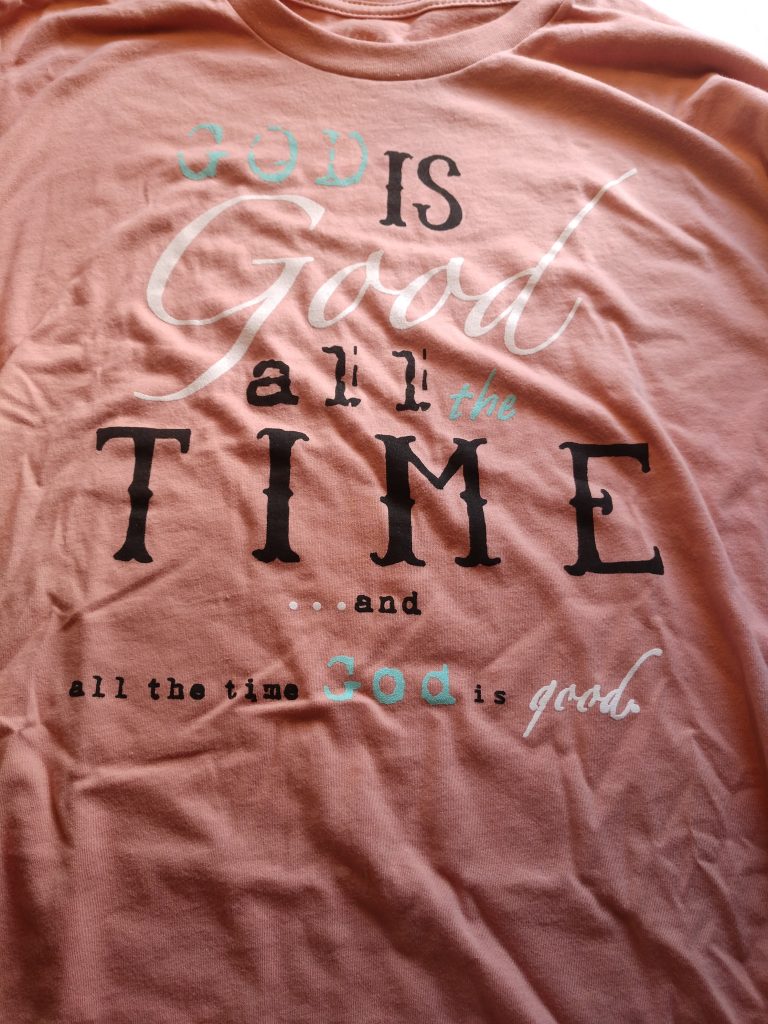 GOD IS
Good
all the
TIME
...and
all the time God is good.